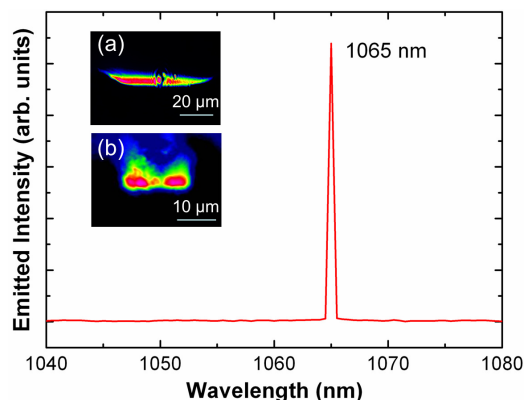 (a)
20 μm
(b)
10 μm
1065 nm
Emitted Intensity (arb. units)
1040 1050 1060 1070 1080
Wavelength (nm)